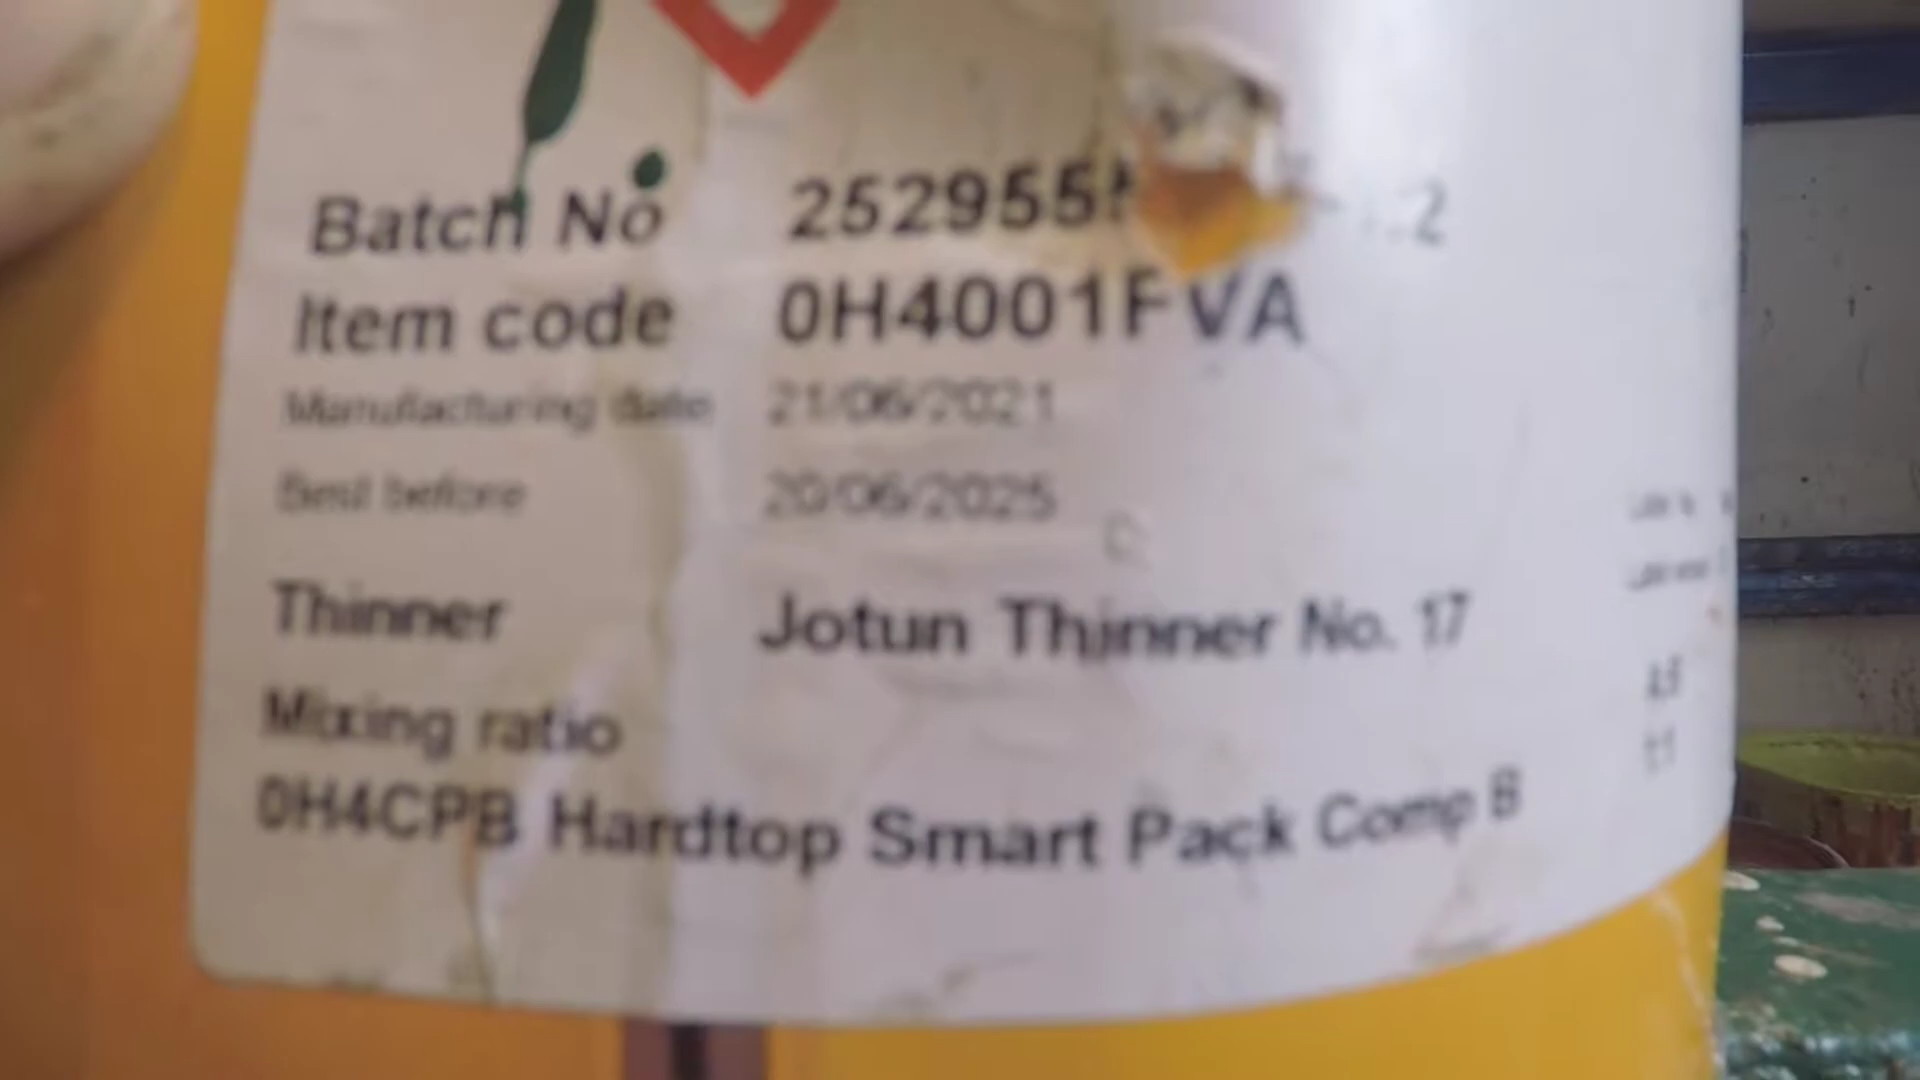 Batch No 252955
Item code 0H4001FVA
Manufacturing date 21/06/2021
Best before 20/06/2025
Thinner Jotun Thinner No. 17
Mixing ratio
0H4CPB Hardtop Smart Pack Comp B